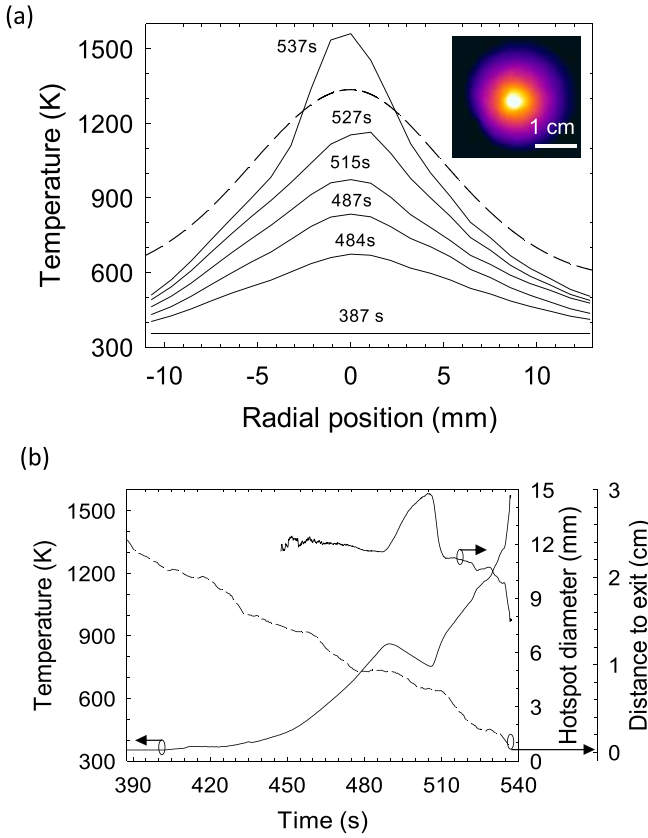 (a)
1500
1200
900
600
300
Temperature (K)
537s
527s
515s
487s
484s
387 s
1 cm
-10 -5 0 5 10
Radial position (mm)
(b)
1500
1200
900
600
300
Temperature (K)
15
12
9
6
3
0
Hotspot diameter (mm)
3
2
1
0
Distance to exit (cm)
390 420 450 480 510 540
Time (s)